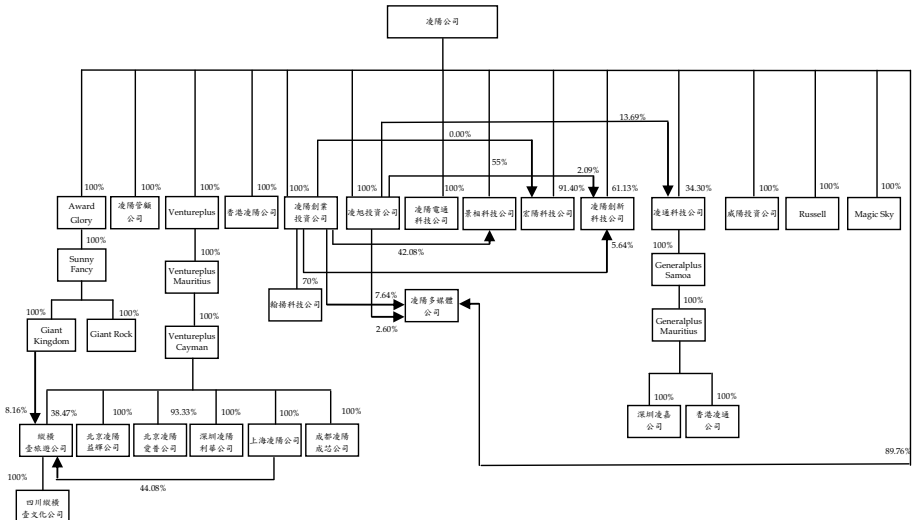 凌陽公司
13.69%
0.00%
55%
2.09%
100%
100%
100%
100%
100%
100%
100%
91.40%
61.13%
34.30%
100%
100%
100%
Award
Glory
凌陽管顧
公司
Ventureplus
香港凌陽公司
凌陽創業
投資公司
凌旭投資公司
凌陽電通
科技公司
景相科技公司
宏陽科技公司
凌陽創新
科技公司
凌通科技公司
威陽投資公司
Russell
Magic Sky
42.08%
5.64%
100%
100%
100%
Sunny
Fancy
Ventureplus
Mauritius
Generalplus
Samoa
70%
7.64%
2.60%
輸揚科技公司
凌陽多媒體
公司
100%
100%
100%
100%
Giant
Kingdom
Giant Rock
Ventureplus
Cayman
Generalplus
Mauritius
8.16%
38.47%
100%
93.33%
100%
100%
100%
100%
100%
縱橫
臺旅遊公司
北京凌陽
益輝公司
北京凌陽
愛普公司
深圳凌陽
利華公司
上海凌陽公司
成都凌陽
成芯公司
深圳凌嘉
公司
香港凌通
公司
89.76%
100%
44.08%
四川縱橫
臺文化公司